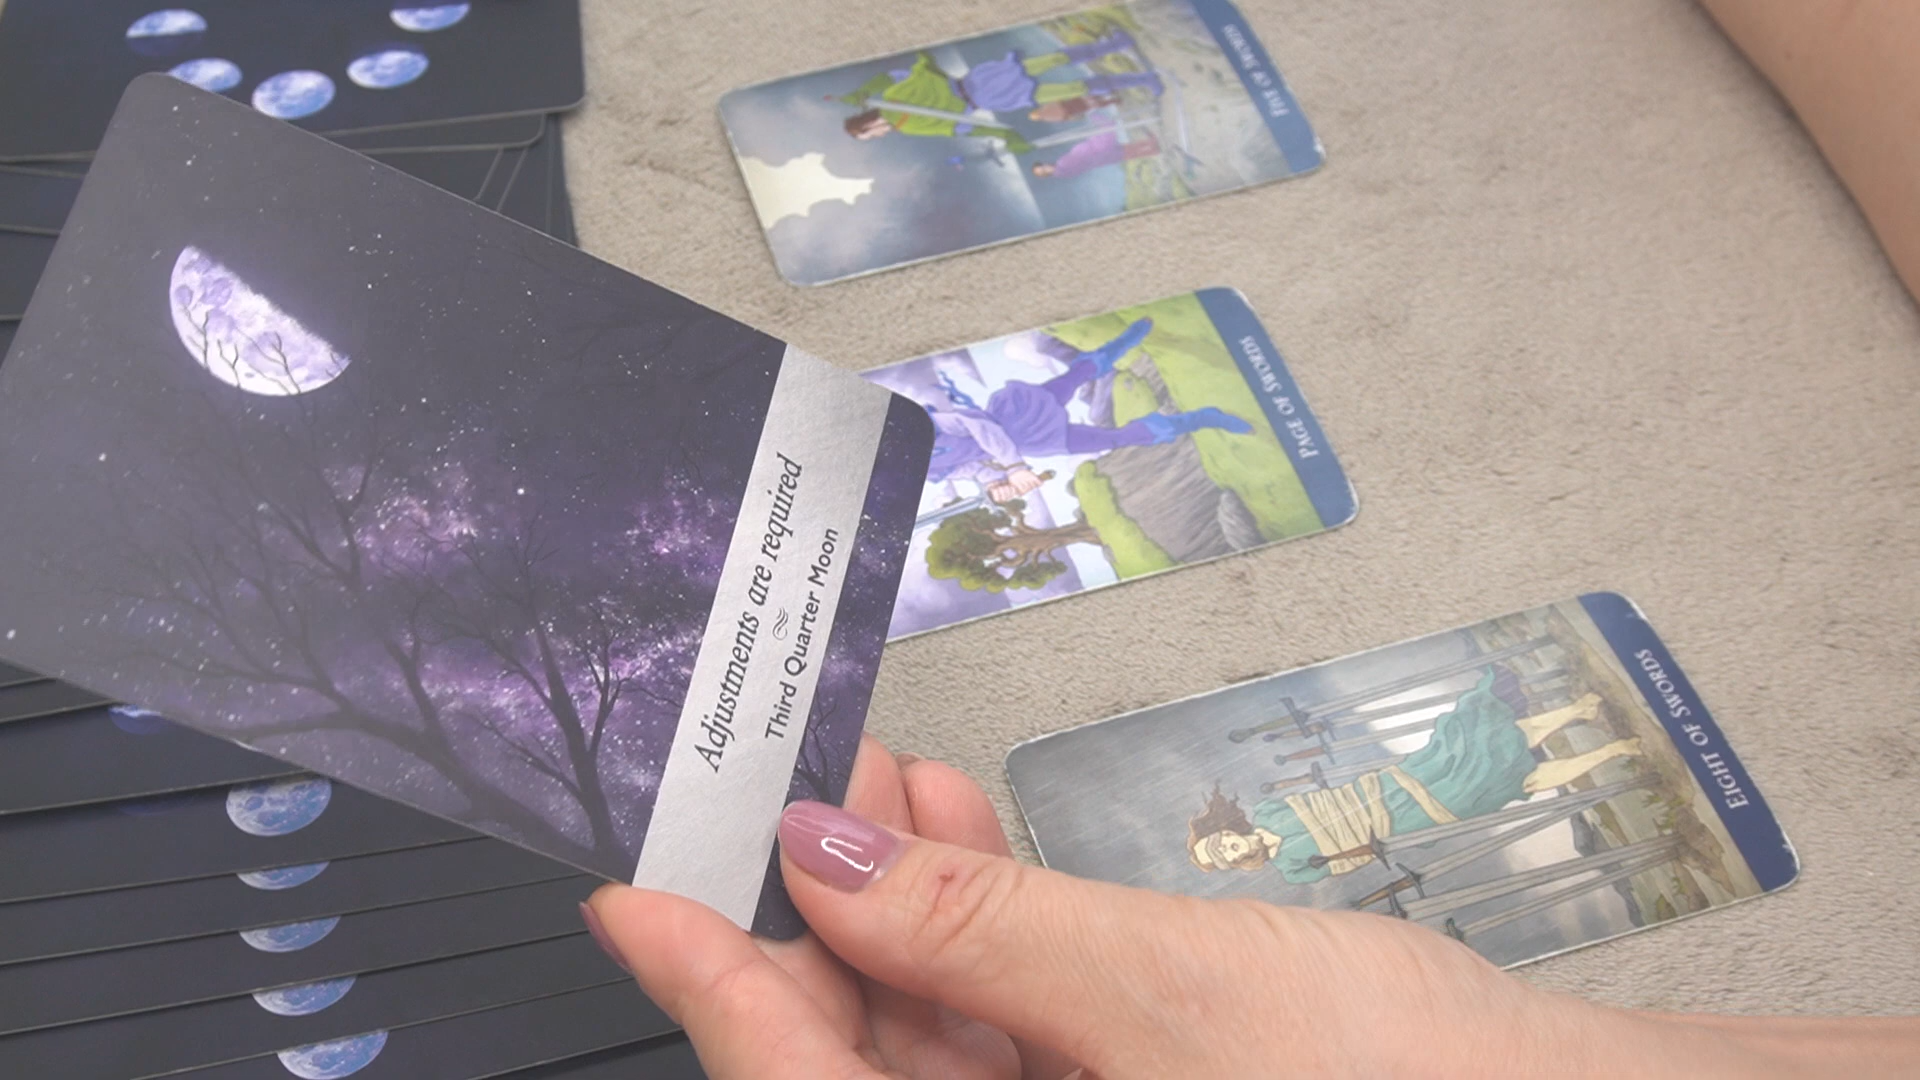 Adjustments are required
Third Quarter Moon
FIVE OF SWORDS
PAGE OF SWORDS
EIGHT OF SWORDS